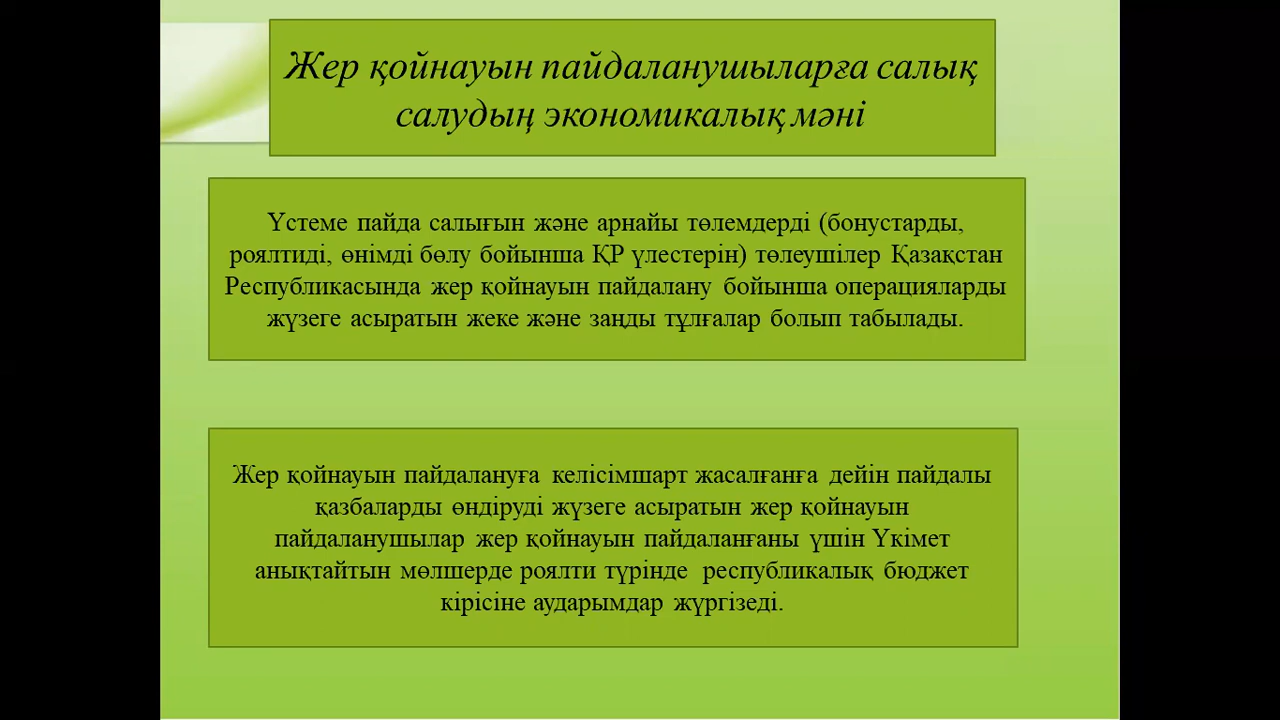 Жер қойнауын пайдаланушыларға салық
салудың экономикалық мәні
Үстеме пайда салығын және арнайы төлемдерді (бонустарды,
роялтиді, өнімді бөлу бойынша ҚР үлестерін) төлеушілер Қазақстан
Республикасында жер қойнауын пайдалану бойынша операцияларды
жүзеге асыратын жеке және заңды тұлғалар болып табылады.
Жер қойнауын пайдалануға келісімшарт жасалғанға дейін пайдалы
қазбаларды өндіруді жүзеге асыратын жер қойнауын
пайдаланушылар жер қойнауын пайдаланғаны үшін Үкімет
анықтайтын мөлшерде роялти түрінде республикалық бюджет
кірісіне аударымдар жүргізеді.